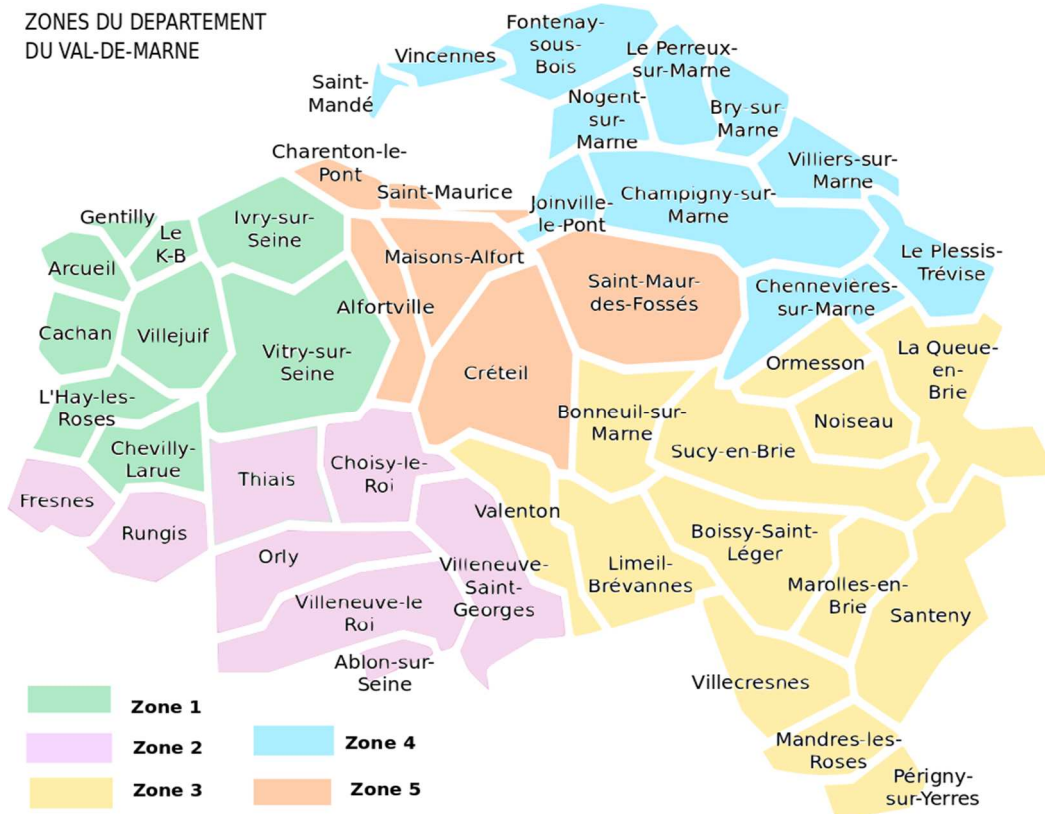 ZONES DU DEPARTEMENT
DU VAL-DE-MARNE
Fontenay-
sous-
Bois
Vincennes
Le Perreux-
sur-Marne
Saint-
Mandé
Nogent-
sur-
Marne
Bry-sur-
Marne
Charenton-le-
Pont
Villiers-sur-
Marne
Saint-Maurice
Joinville-
le-Pont
Champigny-sur-
Marne
Gentilly
Le
K-B
Ivry-sur-
Seine
Arcueil
Maisons-Alfort
Le Plessis-
Trévise
Saint-Maur-
des-Fossés
Chennevières-
sur-Marne
Alfortville
Cachan
Villejuif
Vitry-sur-
Seine
Créteil
Ormesson
La Queue-
en-
Brie
L'Hay-les-
Roses
Bonneuil-sur-
Marne
Noiseau
Chevilly-
Larue
Sucy-en-Brie
Choisy-le-
Roi
Thiais
Fresnes
Rungis
Valenton
Boissy-Saint-
Léger
Orly
Villeneuve-
Saint-
Georges
Limeil-
Brévannes
Marolles-en-
Brie
Santeny
Villeneuve-le
Roi
Ablon-sur-
Seine
Villecresnes
Mandres-les-
Roses
Périgny-
sur-Yerres
Zone 1
Zone 2
Zone 3
Zone 4
Zone 5